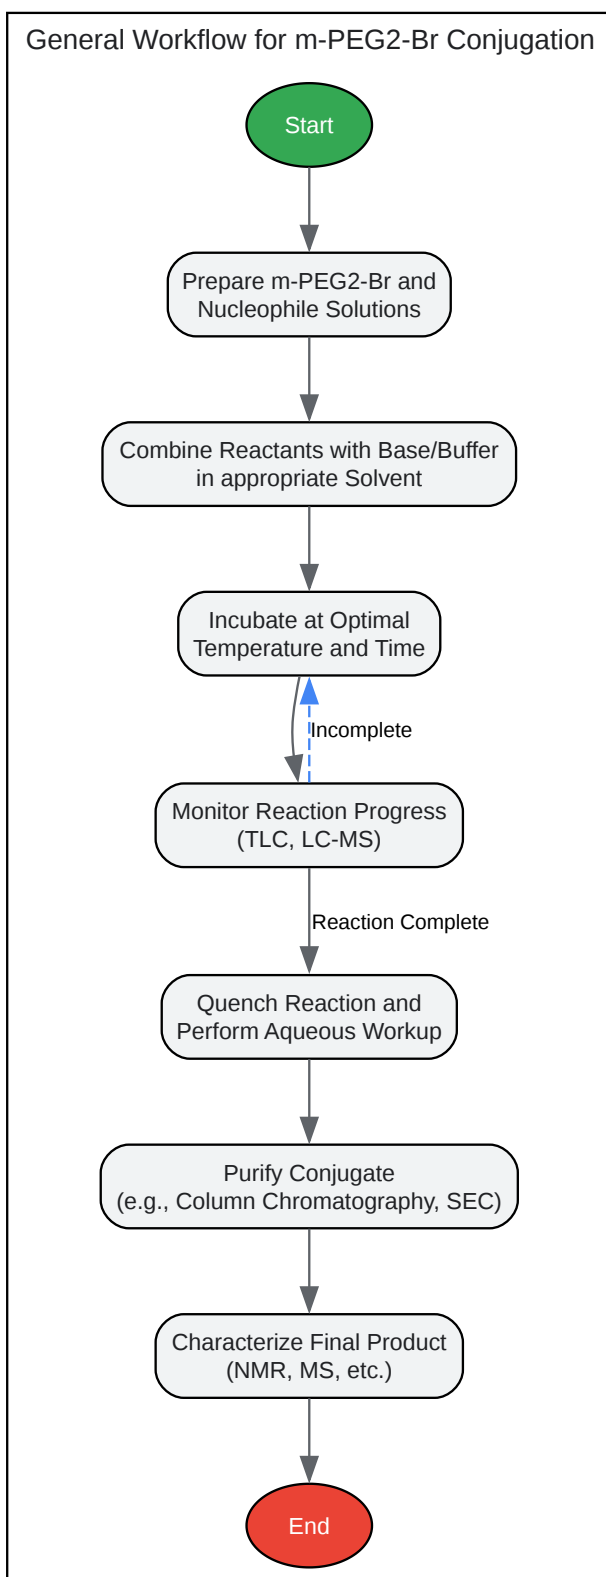 General Workflow for m-PEG2-Br Conjugation
Start
Prepare m-PEG2-Br and
Nucleophile Solutions
Combine Reactants with Base/Buffer
in appropriate Solvent
Incubate at Optimal
Temperature and Time
Incomplete
Monitor Reaction Progress
(TLC, LC-MS)
Reaction Complete
Quench Reaction and
Perform Aqueous Workup
Purify Conjugate
(e.g., Column Chromatography, SEC)
Characterize Final Product
(NMR, MS, etc.)
End